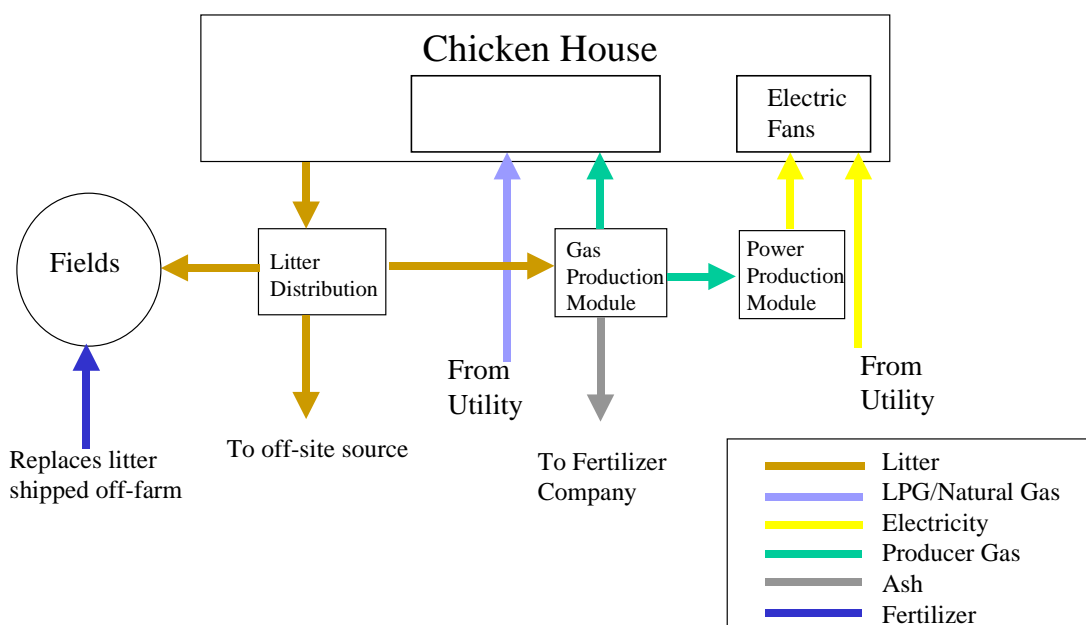 Chicken House
Electric
Fans
Fields
Litter
Distribution
Gas
Production
Module
Power
Production
Module
From
Utility
From
Utility
Replaces litter
shipped off-farm
To off-site source
To Fertilizer
Company
Litter
LPG/Natural Gas
Electricity
Producer Gas
Ash
Fertilizer